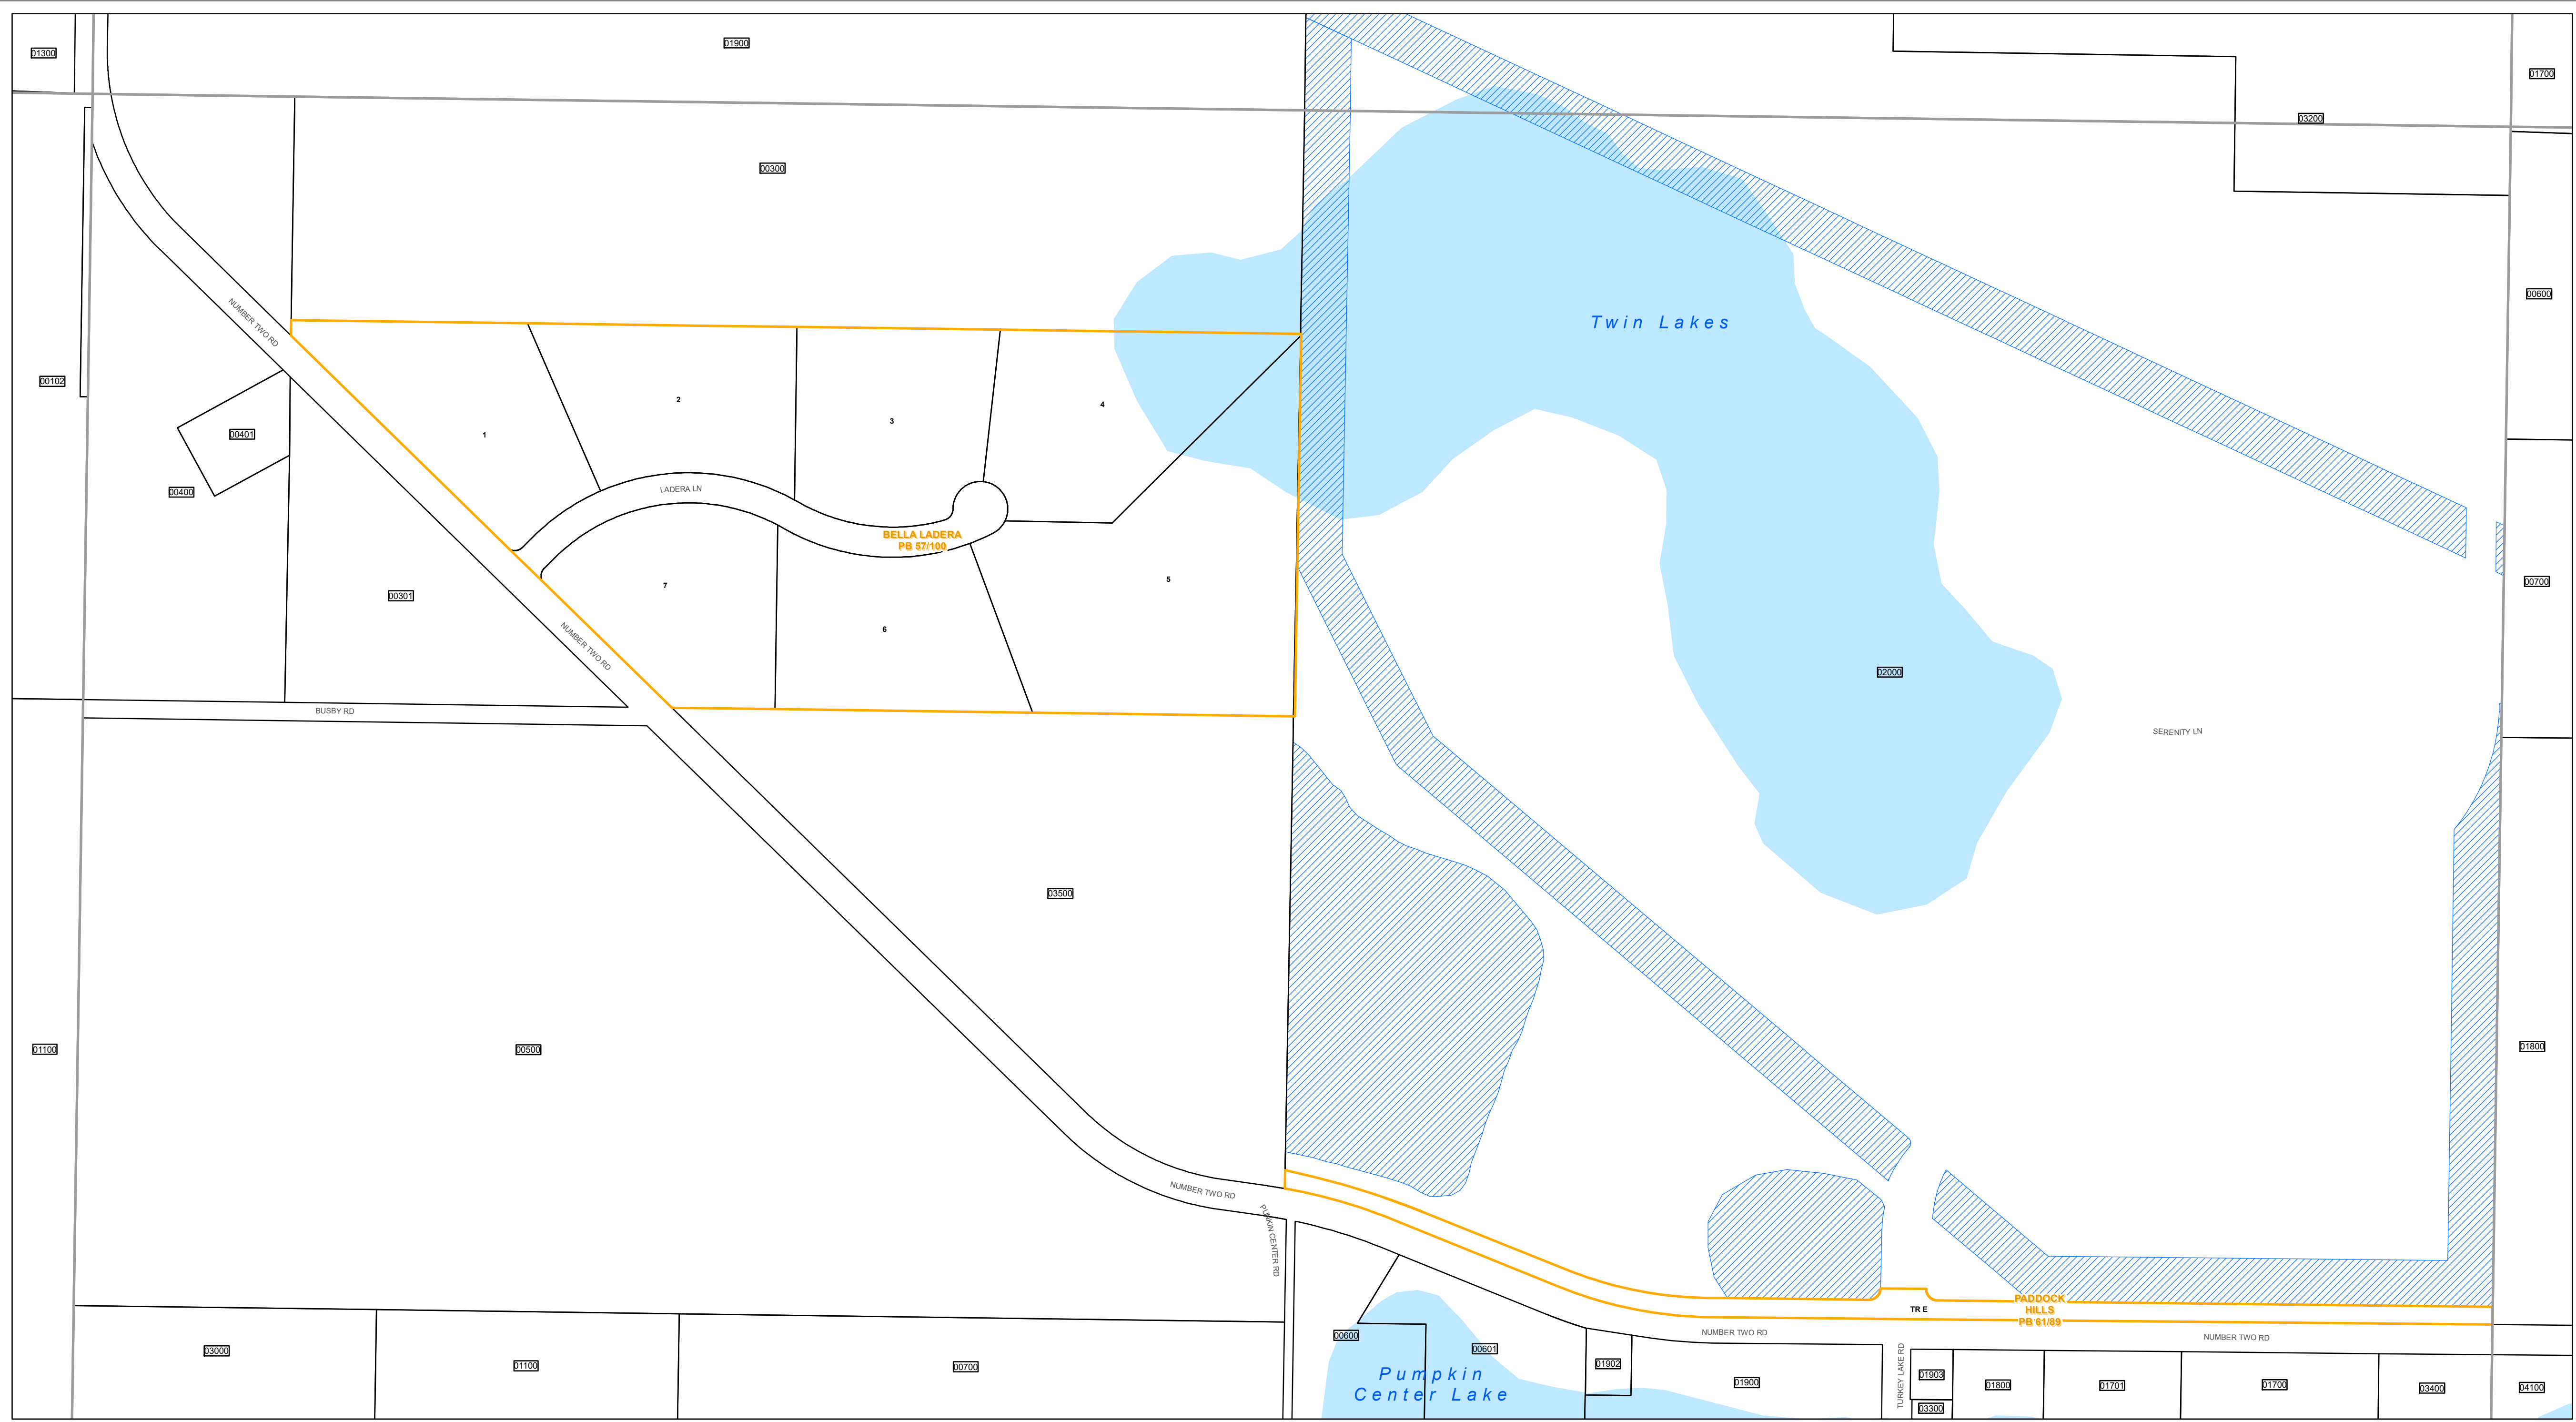 01300
01900
01700
03200
00300
00600
NUMBER TWO RD
Twin Lakes
00102
2
4
3
00401
1
00400
LADERA LN
BELLA LADERA
PB 57/100
5
00700
7
00301
6
NUMBER TWO RD
02000
BUSBY RD
SERENITY LN
03500
01100
00500
01800
NUMBER TWO RD
PUNKIN CENTER RD
PADDOCK
HILLS
PB 61/89
TR E
NUMBER TWO RD
NUMBER TWO RD
00600
00601
03000
01100
00700
01902
Pumpkin
Center Lake
01900
TURKEY LAKE RD
01903
01800
01701
01700
03400
04100
03300